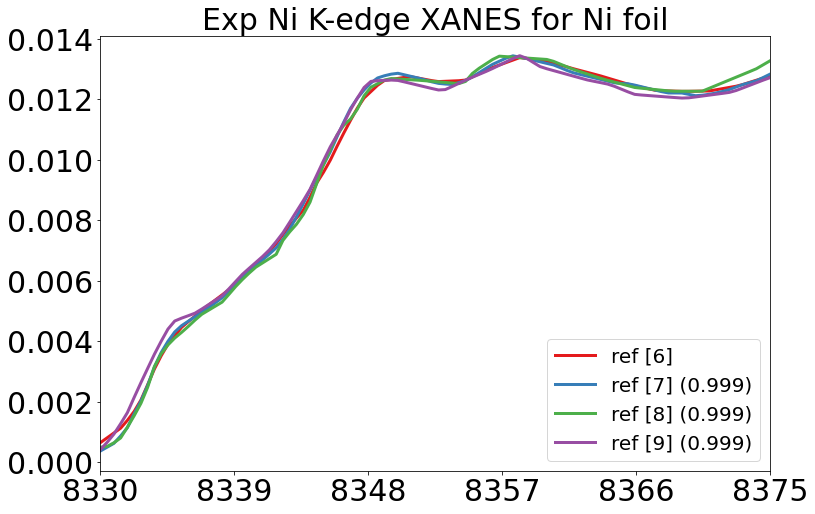 Exp Ni K-edge XANES for Ni foil
0.014
0.012
0.010
0.008
0.006
0.004
0.002
0.000
ref [6]
ref [7] (0.999)
ref [8] (0.999)
ref [9] (0.999)
8330 8339 8348 8357 8366 8375